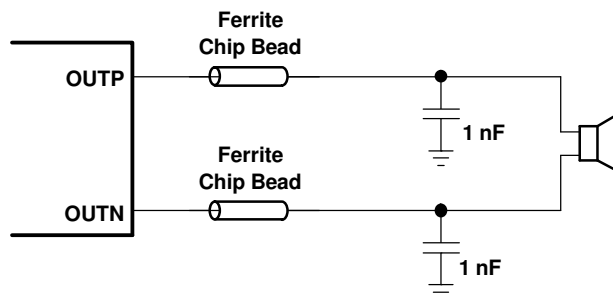 Ferrite
Chip Bead
OUTP
1 nF
Ferrite
Chip Bead
OUTN
1 nF